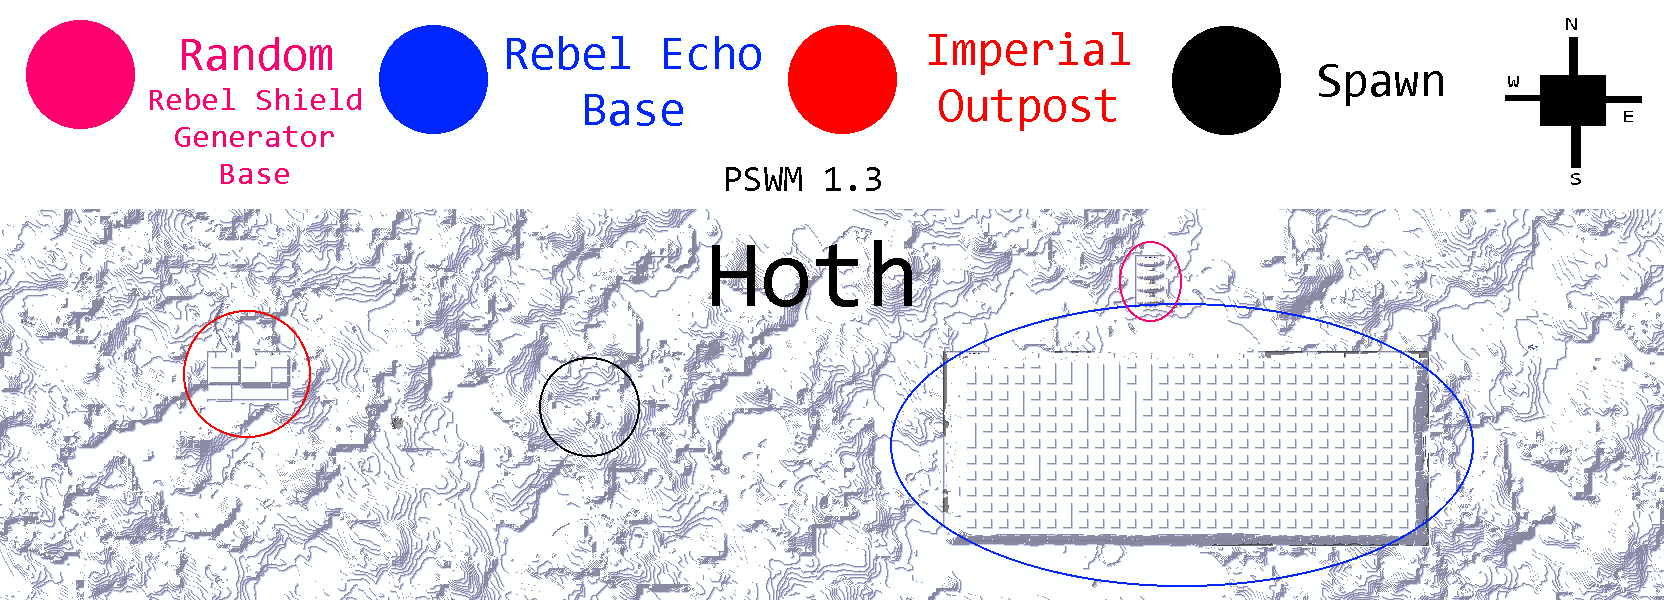 Random
Rebel Shield
Generator
Base
Rebel Echo
Base
Imperial
Outpost
Spawn
N
W
E
S
PSWM 1.3
Hoth